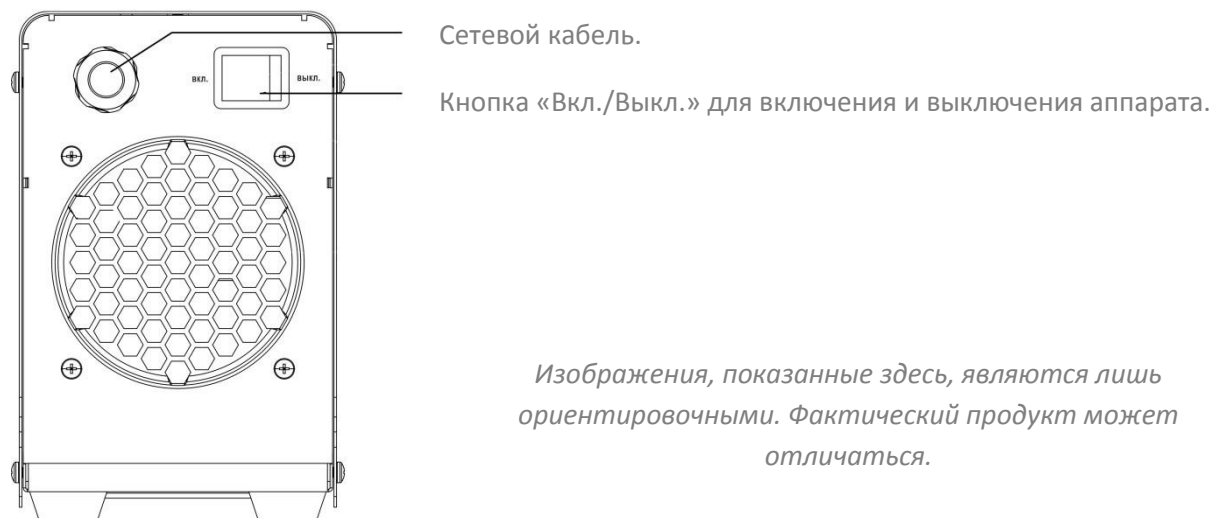 Сетевой кабель.
ВКЛ.
ВЫКЛ.
Кнопка «Вкл./Выкл.» для включения и выключения аппарата.
Изображения, показанные здесь, являются лишь
ориентировочными. Фактический продукт может
отличаться.